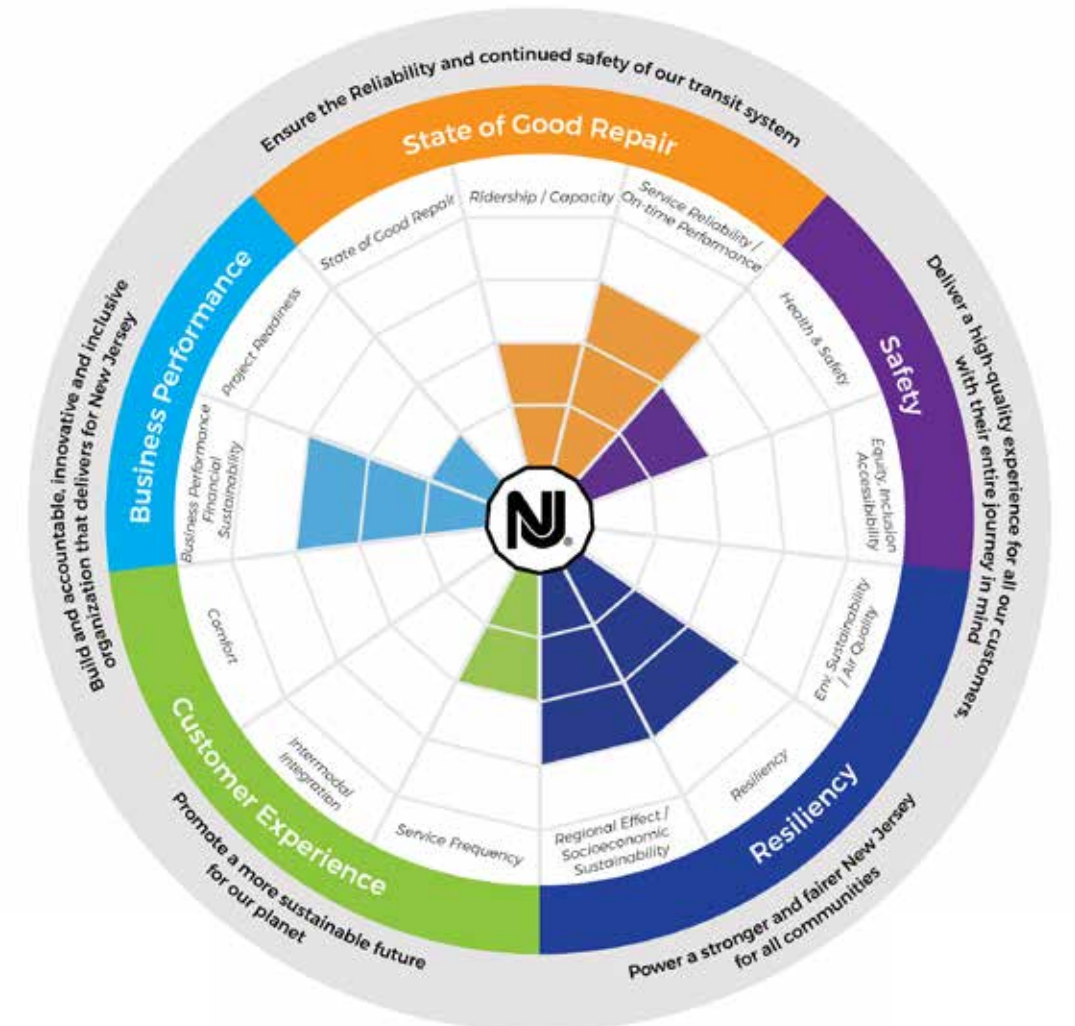 Ensure the Reliability and continued safety of our transit system
State of Good Repair
State of Good Repair
Ridership / Capacity
Service Reliability /
On-time Performance
Safety
Health & Safety
Equity, Inclusion
Accessibibility
Deliver a high-quality experience for all our customers,
with their entire journey in mind
Resiliency
Env. Sustainability
/ Air Quality
Resiliency
Regional Effect /
Socioeconomic
Sustainability
Power a stronger and fairer New Jersey
for all communities
Customer Experience
Service Frequency
Intermodal
Integration
Comfort
Promote a more sustainable future
for our planet
Business Performance
Business Performance
Financial
Sustainability
Project Readiness
Build and accountable, innovative and inclusive
organization that delivers for New Jersey
NJ®